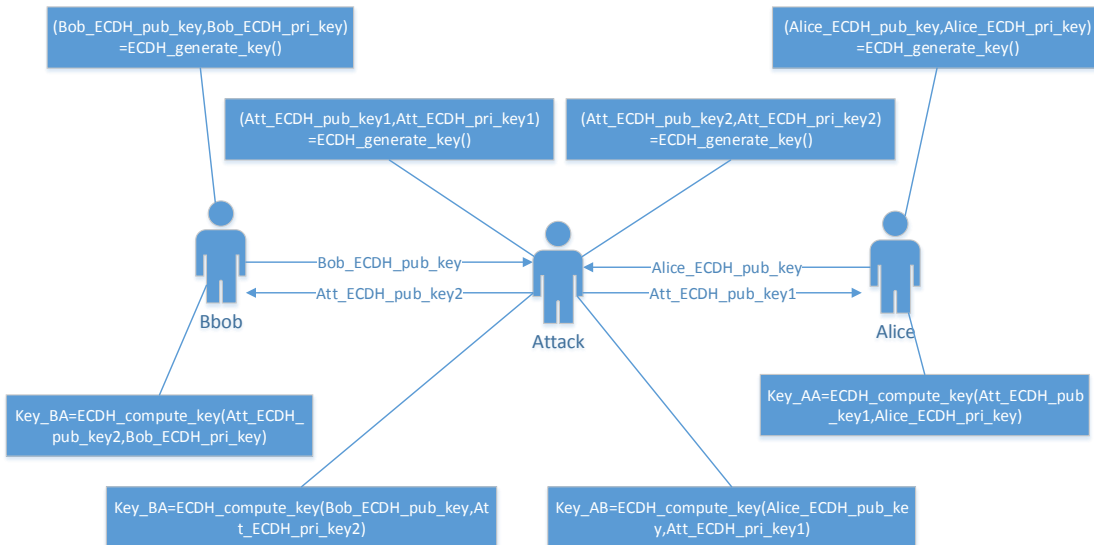 (Bob_ECDH_pub_key,Bob_ECDH_pri_key)
=ECDH_generate_key()
(Alice_ECDH_pub_key,Alice_ECDH_pri_key)
=ECDH_generate_key()
(Att_ECDH_pub_key1,Att_ECDH_pri_key1)
=ECDH_generate_key()
(Att_ECDH_pub_key2,Att_ECDH_pri_key2)
=ECDH_generate_key()
Bob_ECDH_pub_key
Alice_ECDH_pub_key
Att_ECDH_pub_key2
Att_ECDH_pub_key1
Bbob
Attack
Alice
Key_BA=ECDH_compute_key(Att_ECDH_
pub_key2,Bob_ECDH_pri_key)
Key_AA=ECDH_compute_key(Att_ECDH_pub
_key1,Alice_ECDH_pri_key)
Key_BA=ECDH_compute_key(Bob_ECDH_pub_key,At
t_ECDH_pri_key2)
Key_AB=ECDH_compute_key(Alice_ECDH_pub_ke
y,Att_ECDH_pri_key1)